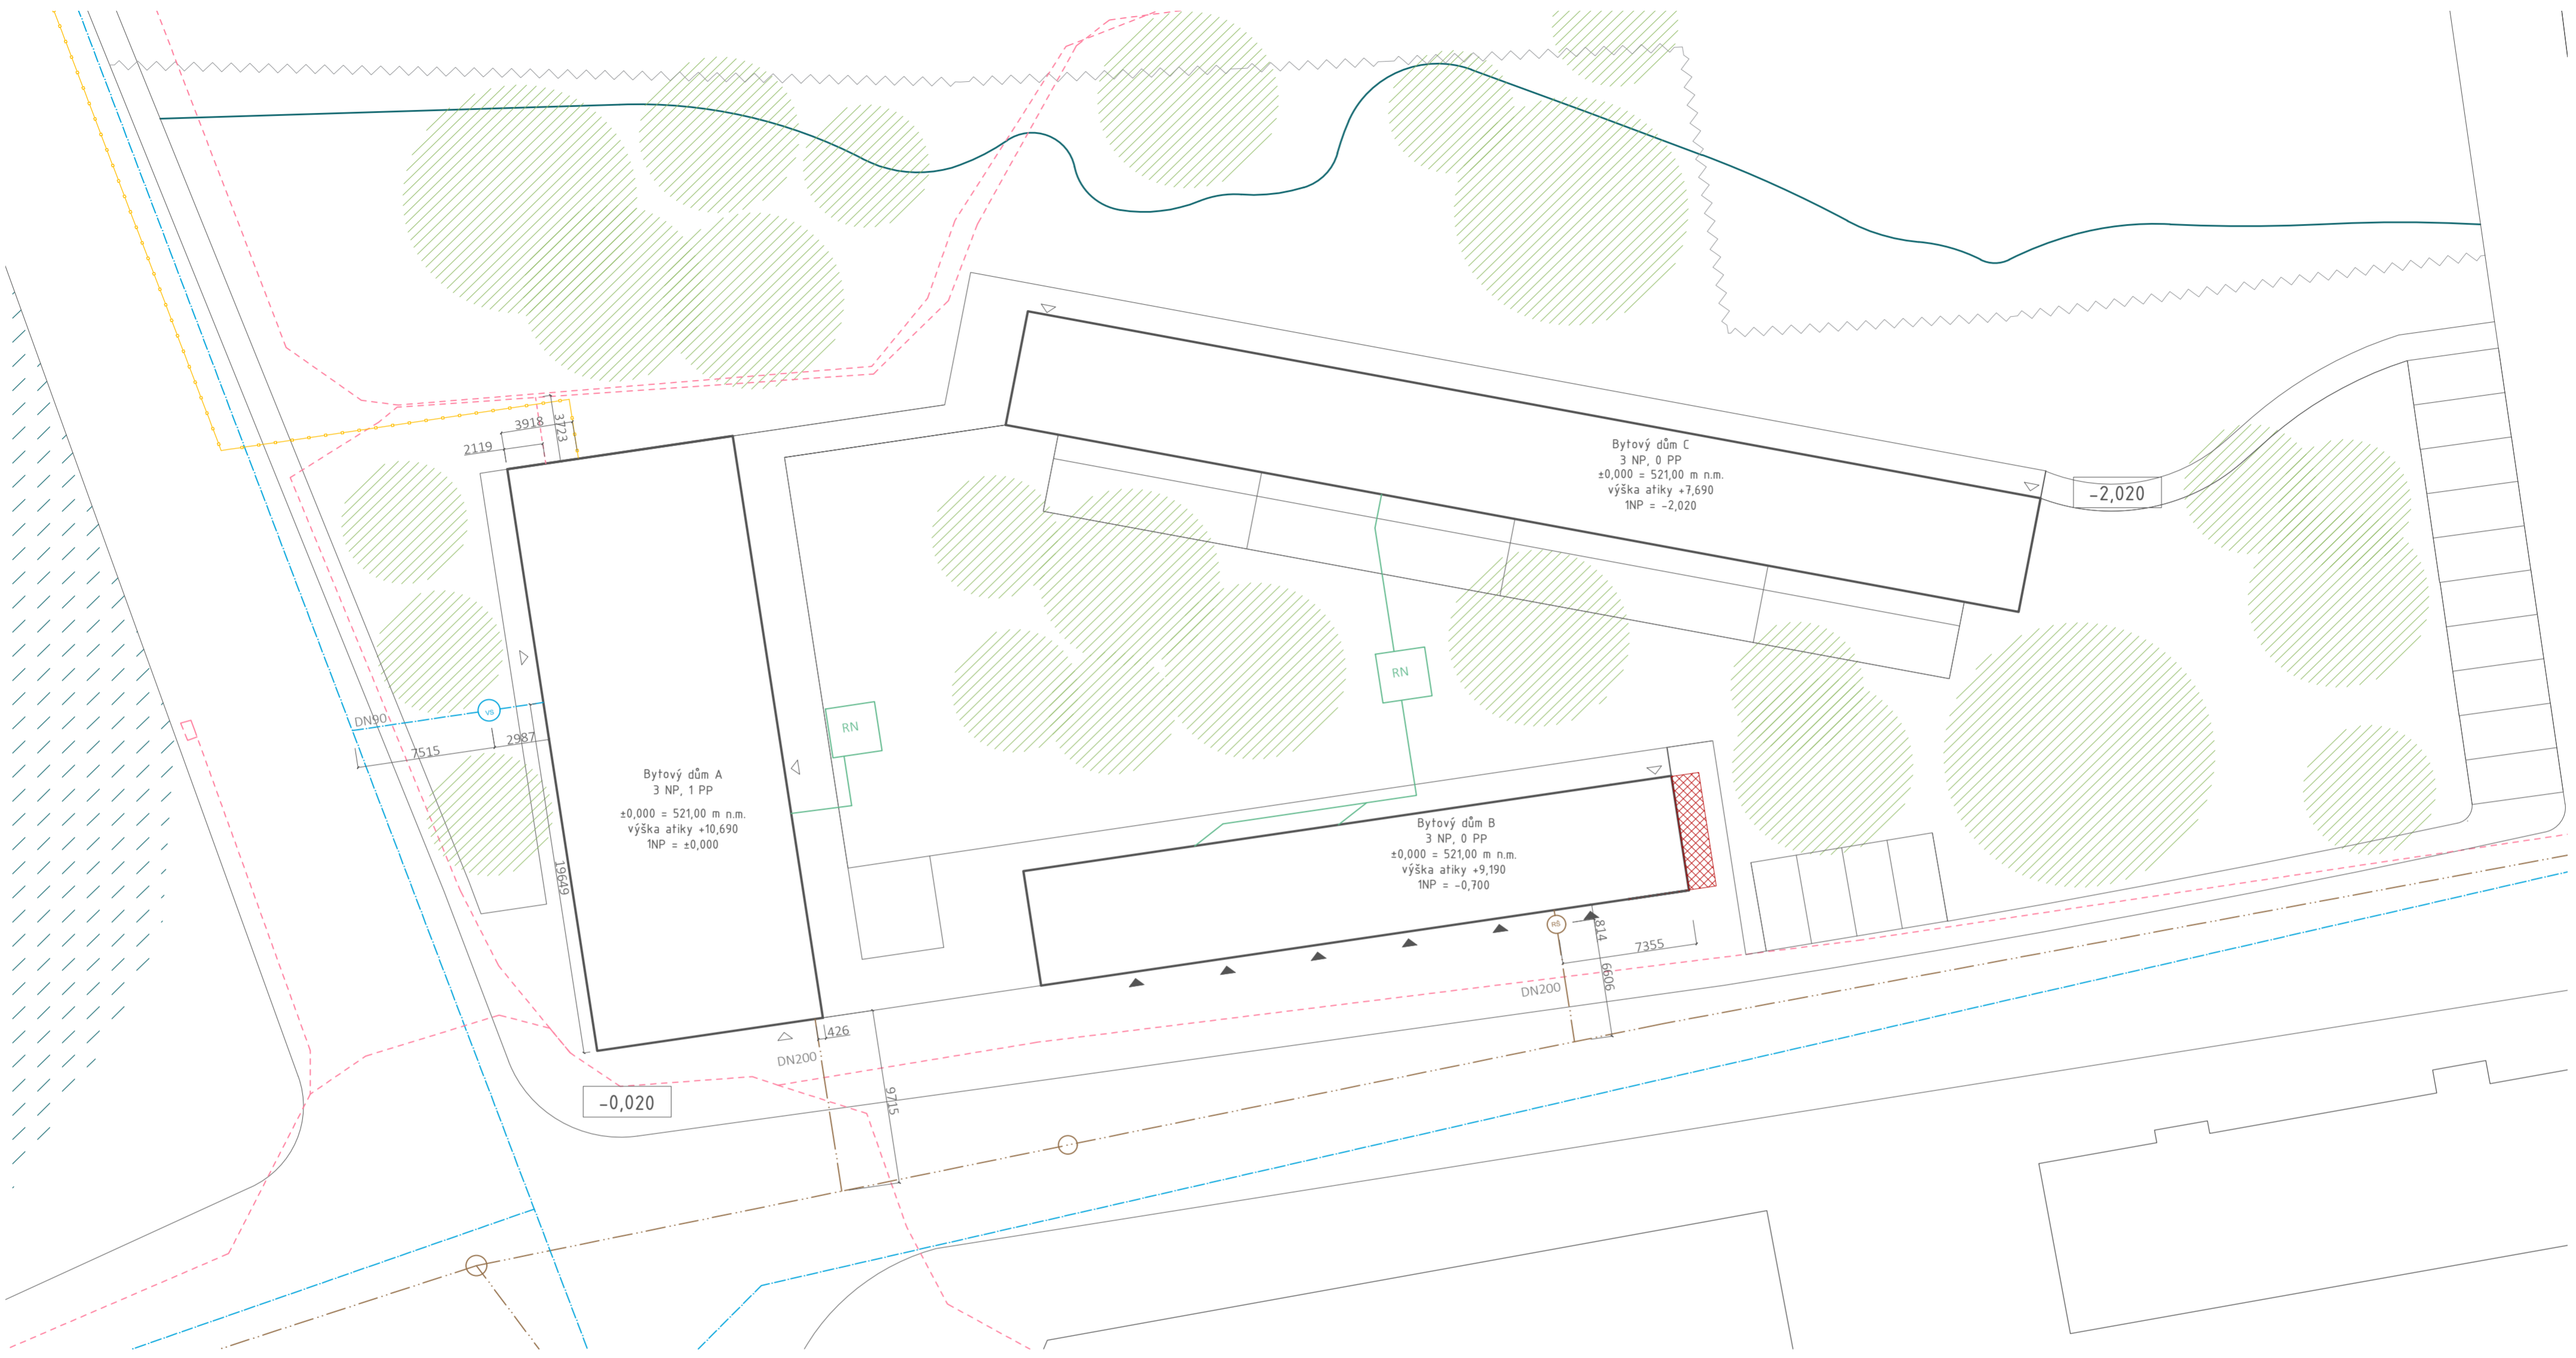 3918
3723
2119
Bytový dům C
3 NP, 0 PP
±0,000 = 521,00 m n.m.
výška atiky +7,690
1NP = -2,020
-2,020
RN
RN
DN90
VŠ
7515
2987
Bytový dům A
3 NP, 1 PP
±0,000 = 521,00 m n.m.
výška atiky +10,690
1NP = ±0,000
19649
Bytový dům B
3 NP, 0 PP
±0,000 = 521,00 m n.m.
výška atiky +9,190
1NP = -0,700
RŠ
814
7355
6606
DN200
426
DN200
9715
-0,020